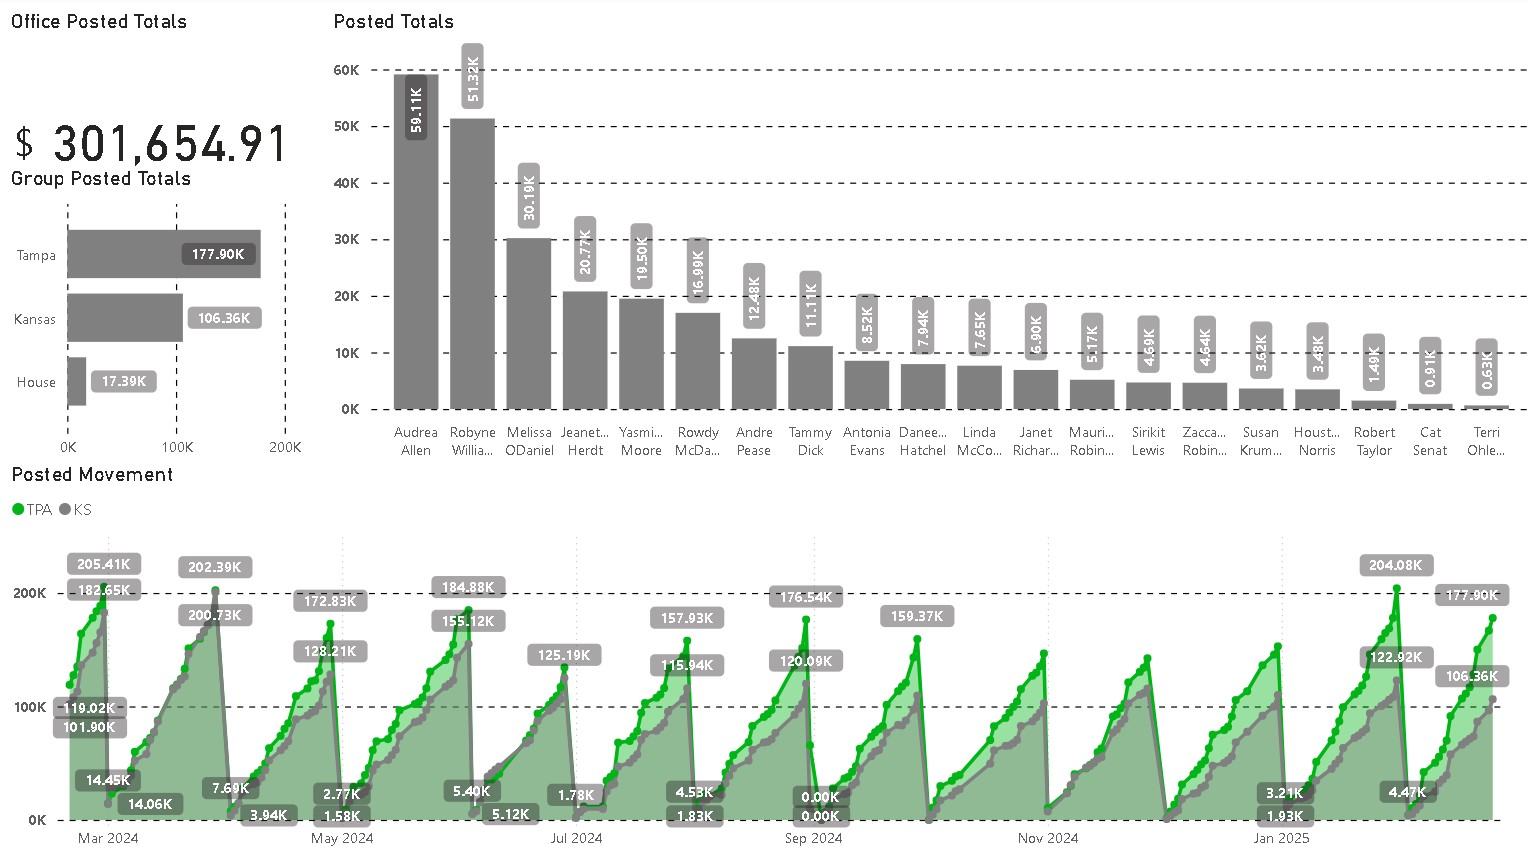 Office Posted Totals
$ 301,654.91
Group Posted Totals
Tampa
177.90K
Kansas
106.36K
House
17.39K
0K
100K
200K
Posted Totals
60K
50K
40K
30K
20K
10K
0K
59.11K
51.32K
30.19K
20.77K
19.50K
16.99K
12.48K
11.11K
8.52K
7.94K
7.65K
6.90K
5.17K
4.69K
4.64K
3.62K
3.48K
1.49K
0.91K
0.63K
Audrea
Allen
Robyne
Willia...
Melissa
ODaniel
Jeanet...
Herdt
Yasmi...
Moore
Rowdy
McDa...
Andre
Pease
Tammy
Dick
Antonia
Evans
Danee...
Hatchel
Linda
McCo...
Janet
Richar...
Mauri...
Robin...
Sirikit
Lewis
Zacca...
Robin...
Susan
Krum...
Houst...
Norris
Robert
Taylor
Cat
Senat
Terri
Ohle...
Posted Movement
TPA
KS
200K
100K
0K
205.41K
182.65K
119.02K
101.90K
14.45K
14.06K
202.39K
200.73K
7.69K
3.94K
172.83K
128.21K
2.77K
1.58K
184.88K
155.12K
5.40K
5.12K
125.19K
1.78K
157.93K
115.94K
4.53K
1.83K
176.54K
120.09K
0.00K
0.00K
159.37K
3.21K
1.93K
204.08K
122.92K
4.47K
177.90K
106.36K
Mar 2024
May 2024
Jul 2024
Sep 2024
Nov 2024
Jan 2025